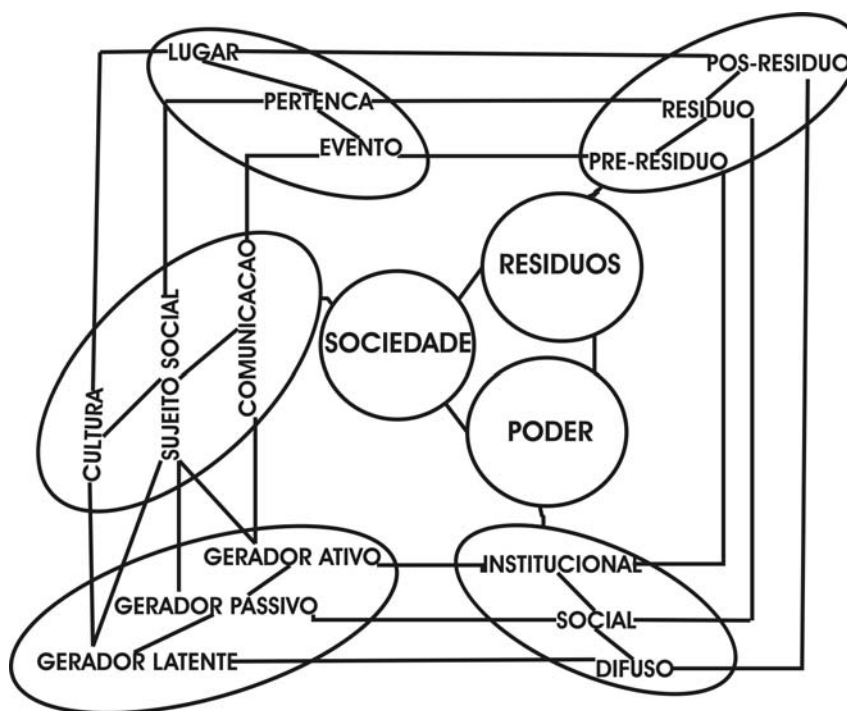 LUGAR
PERTENCA
EVENTO
POS-RESIDUO
RESIDUO
PRE-RESIDUO
RESIDUOS
SOCIEDADE
PODER
CULTURA
SUJEITO SOCIAL
COMUNICACAO
GERADOR ATIVO
GERADOR PASSIVO
GERADOR LATENTE
INSTITUCIONAL
SOCIAL
DIFUSO